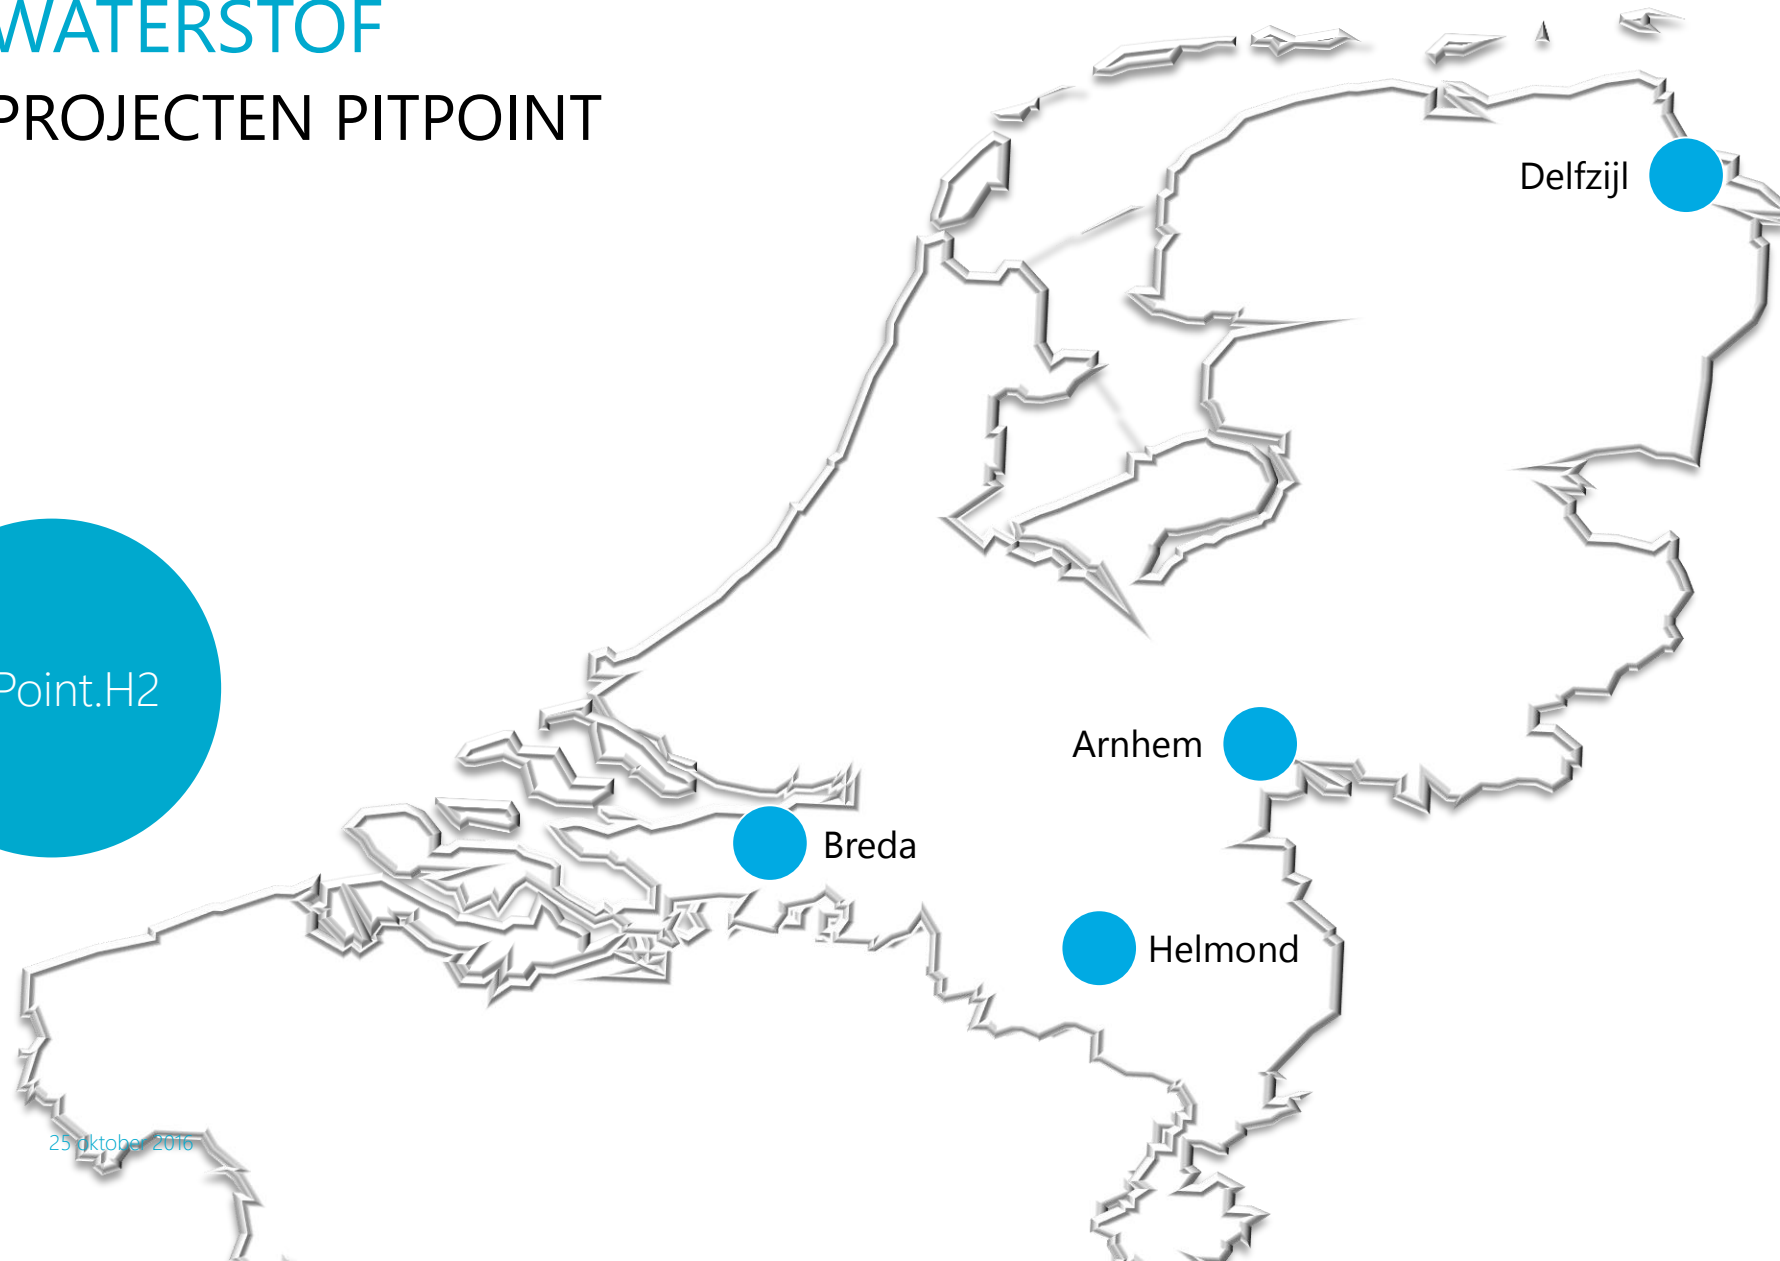 WATERSTOF
PROJECTEN PITPOINT
Delfzijl
Point.H2
Arnhem
Breda
Helmond
25 oktober 2016